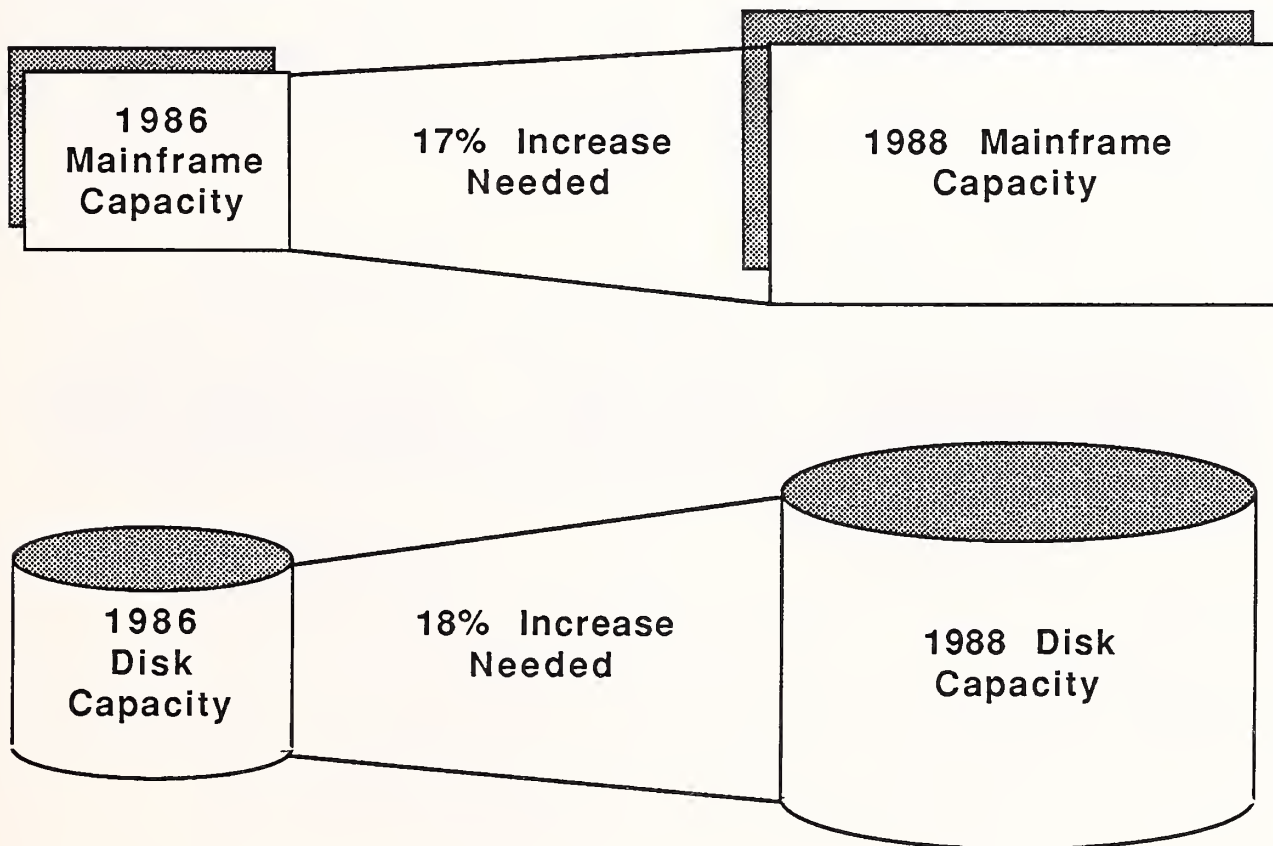 1986
Mainframe
Capacity
17% Increase
Needed
1988 Mainframe
Capacity
1986
Disk
Capacity
18% Increase
Needed
1988 Disk
Capacity